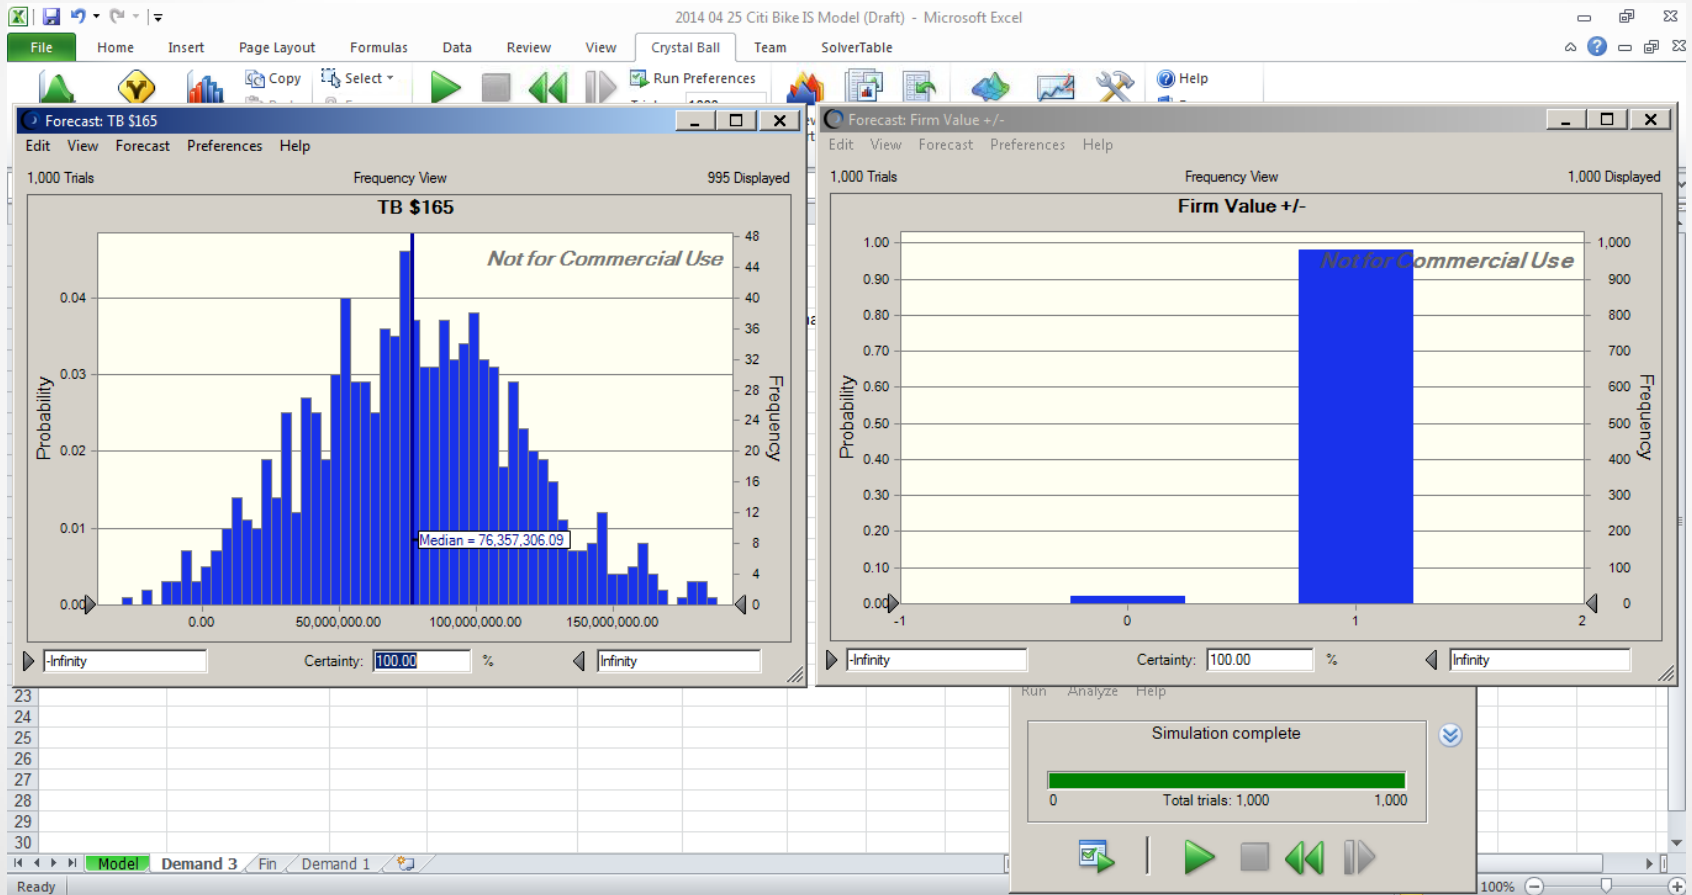 2014 04 25 Citi Bike IS Model (Draft) - Microsoft Excel
File Home Insert Page Layout Formulas Data Review View Crystal Ball Team SolverTable
Copy Select Run Preferences Help
Forecast: TB $165
Edit View Forecast Preferences Help
1,000 Trials Frequency View 995 Displayed
TB $165
Not for Commercial Use
Probability
0.04
0.03
0.02
0.01
0.00
48
44
40
36
32
28
24
20
16
12
8
4
0
Frequency
Median = 76,357,306.09
0.00 50,000,000.00 100,000,000.00 150,000,000.00
-Infinity Certainty: 100.00 % Infinity
Forecast: Firm Value +/-
Edit View Forecast Preferences Help
1,000 Trials Frequency View 1,000 Displayed
Firm Value +/-
Not for Commercial Use
Probability
1.00
0.90
0.80
0.70
0.60
0.50
0.40
0.30
0.20
0.10
0.00
1,000
900
800
700
600
500
400
300
200
100
0
Frequency
-1 0 1 2
-Infinity Certainty: 100.00 % Infinity
23
24
25
26
27
28
29
30
Run Analyze Help
Simulation complete
0 Total trials: 1,000 1,000
Model Demand 3 Fin Demand 1
Ready 100%